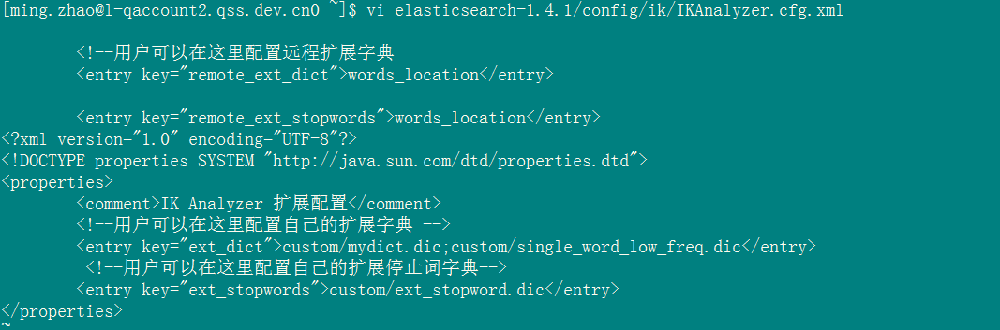 [ming.zhao@l-qaccount2.qss.dev.cn0 ~]$ vi elasticsearch-1.4.1/config/ik/IKAnalyzer.cfg.xml
<!--用户可以在这里配置远程扩展字典
<entry key="remote_ext_dict">words_location</entry>
<entry key="remote_ext_stopwords">words_location</entry>
<?xml version="1.0" encoding="UTF-8"?>
<!DOCTYPE properties SYSTEM "http://java.sun.com/dtd/properties.dtd">
<properties>
<comment>IK Analyzer 扩展配置</comment>
<!--用户可以在这里配置自己的扩展字典 -->
<entry key="ext_dict">custom/mydict.dic;custom/single_word_low_freq.dic</entry>
<!--用户可以在这里配置自己的扩展停止词字典-->
<entry key="ext_stopwords">custom/ext_stopword.dic</entry>
</properties>
~